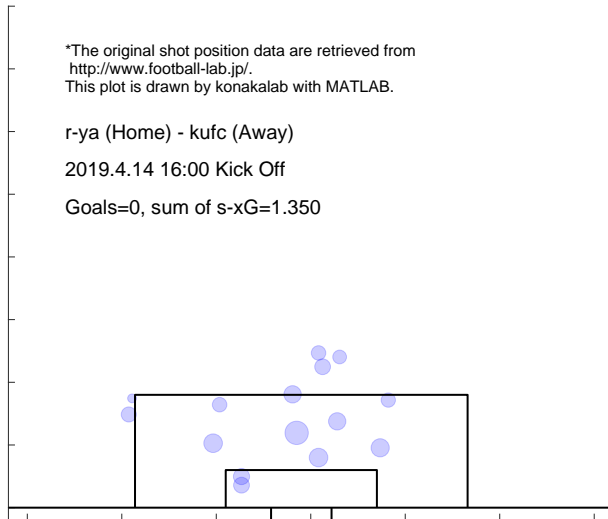 *The original shot position data are retrieved from
http://www.football-lab.jp/.
This plot is drawn by konakalab with MATLAB.
r-ya (Home) - kufc (Away)
2019.4.14 16:00 Kick Off
Goals=0, sum of s-xG=1.350